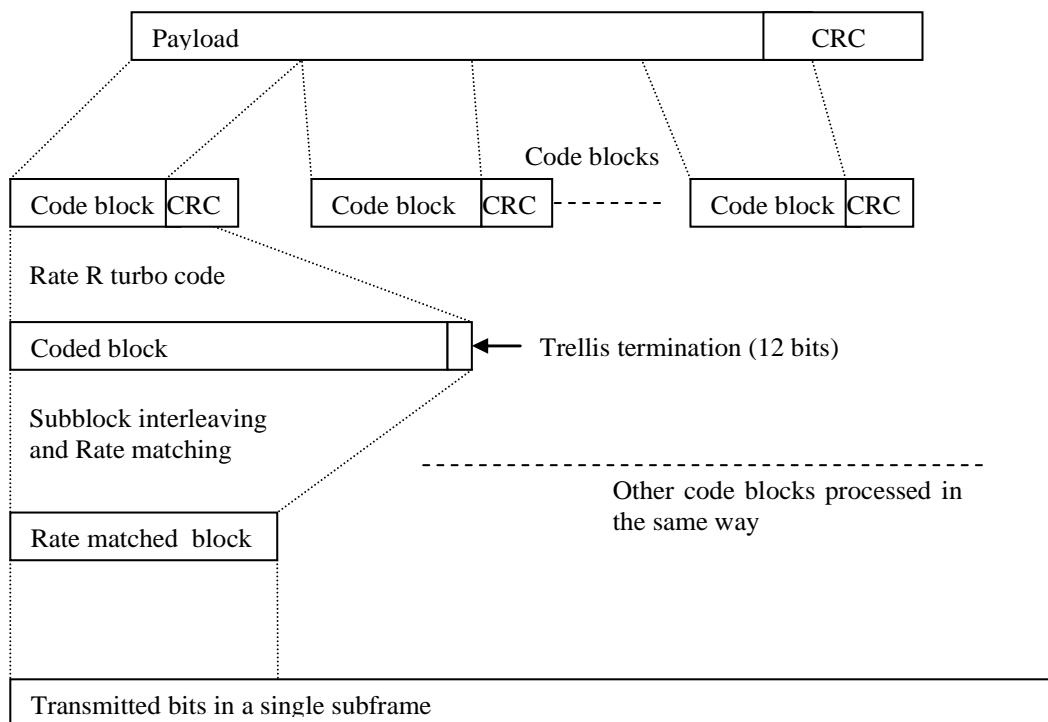 Payload
CRC
Code blocks
Code block CRC
Code block CRC
Code block CRC
Rate R turbo code
Coded block
Trellis termination (12 bits)
Subblock interleaving
and Rate matching
Other code blocks processed in
the same way
Rate matched block
Transmitted bits in a single subframe